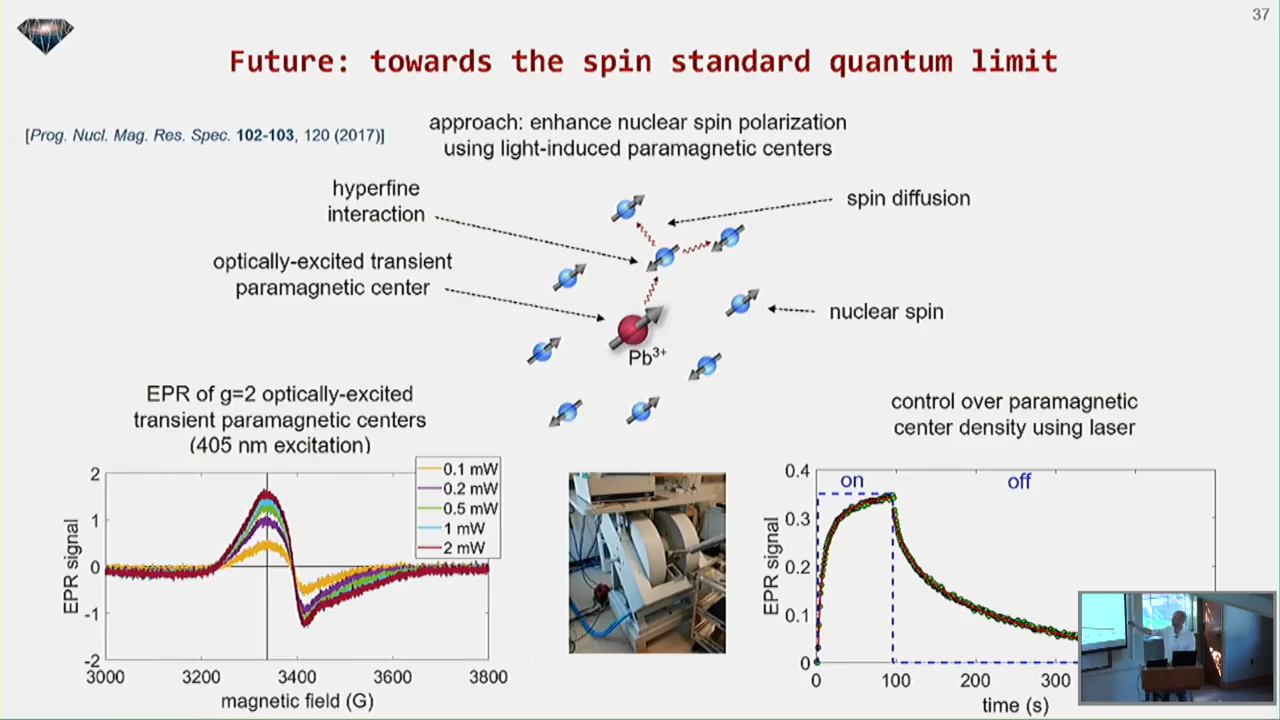 37
Future: towards the spin standard quantum limit
[Prog. Nucl. Mag. Res. Spec. 102-103, 120 (2017)]
approach: enhance nuclear spin polarization
using light-induced paramagnetic centers
hyperfine
interaction
spin diffusion
optically-excited transient
paramagnetic center
nuclear spin
Pb³⁺
EPR of g=2 optically-excited
transient paramagnetic centers
(405 nm excitation)
2
1
0
-1
-2
EPR signal
3000 3200 3400 3600 3800
magnetic field (G)
0.1 mW
0.2 mW
0.5 mW
1 mW
2 mW
control over paramagnetic
center density using laser
0.4
0.3
0.2
0.1
0
EPR signal
on off
0 100 200 300
time (s)